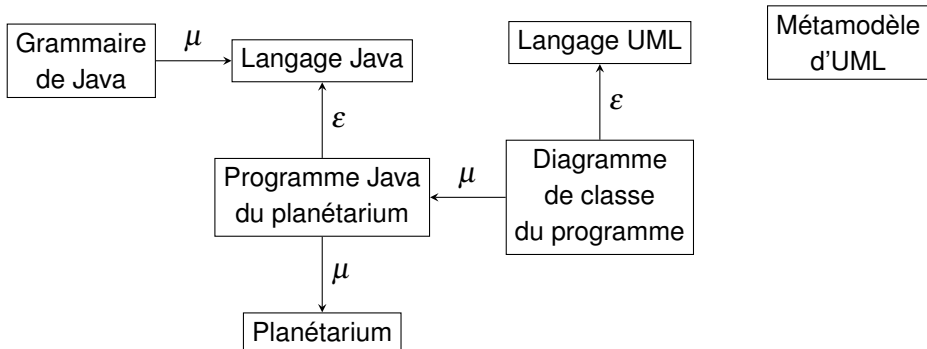 Grammaire
de Java
μ
Langage Java
Langage UML
Métamodèle
d'UML
ε
ε
Programme Java
du planétarium
μ
Diagramme
de classe
du programme
μ
Planétarium